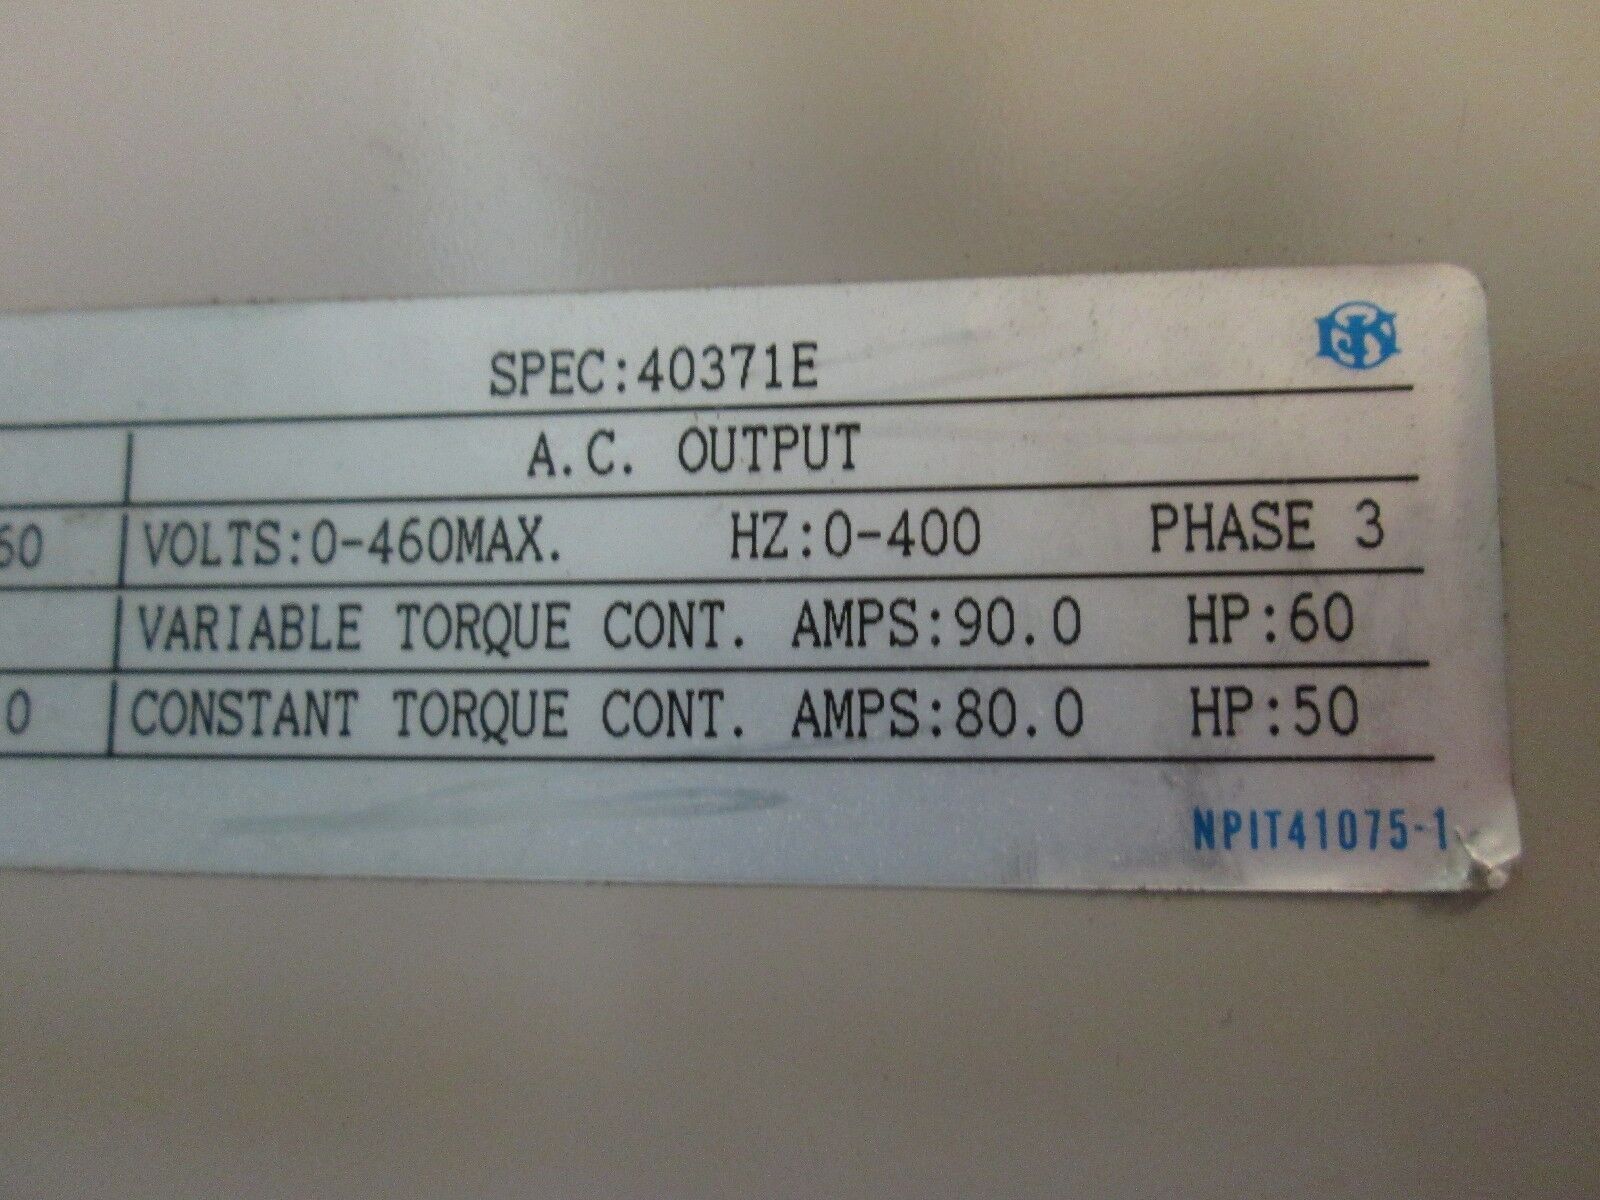 SPEC:40371E
A.C. OUTPUT
60 VOLTS:0-460MAX. HZ:0-400 PHASE 3
VARIABLE TORQUE CONT. AMPS:90.0 HP:60
0 CONSTANT TORQUE CONT. AMPS:80.0 HP:50
NPIT41075-1